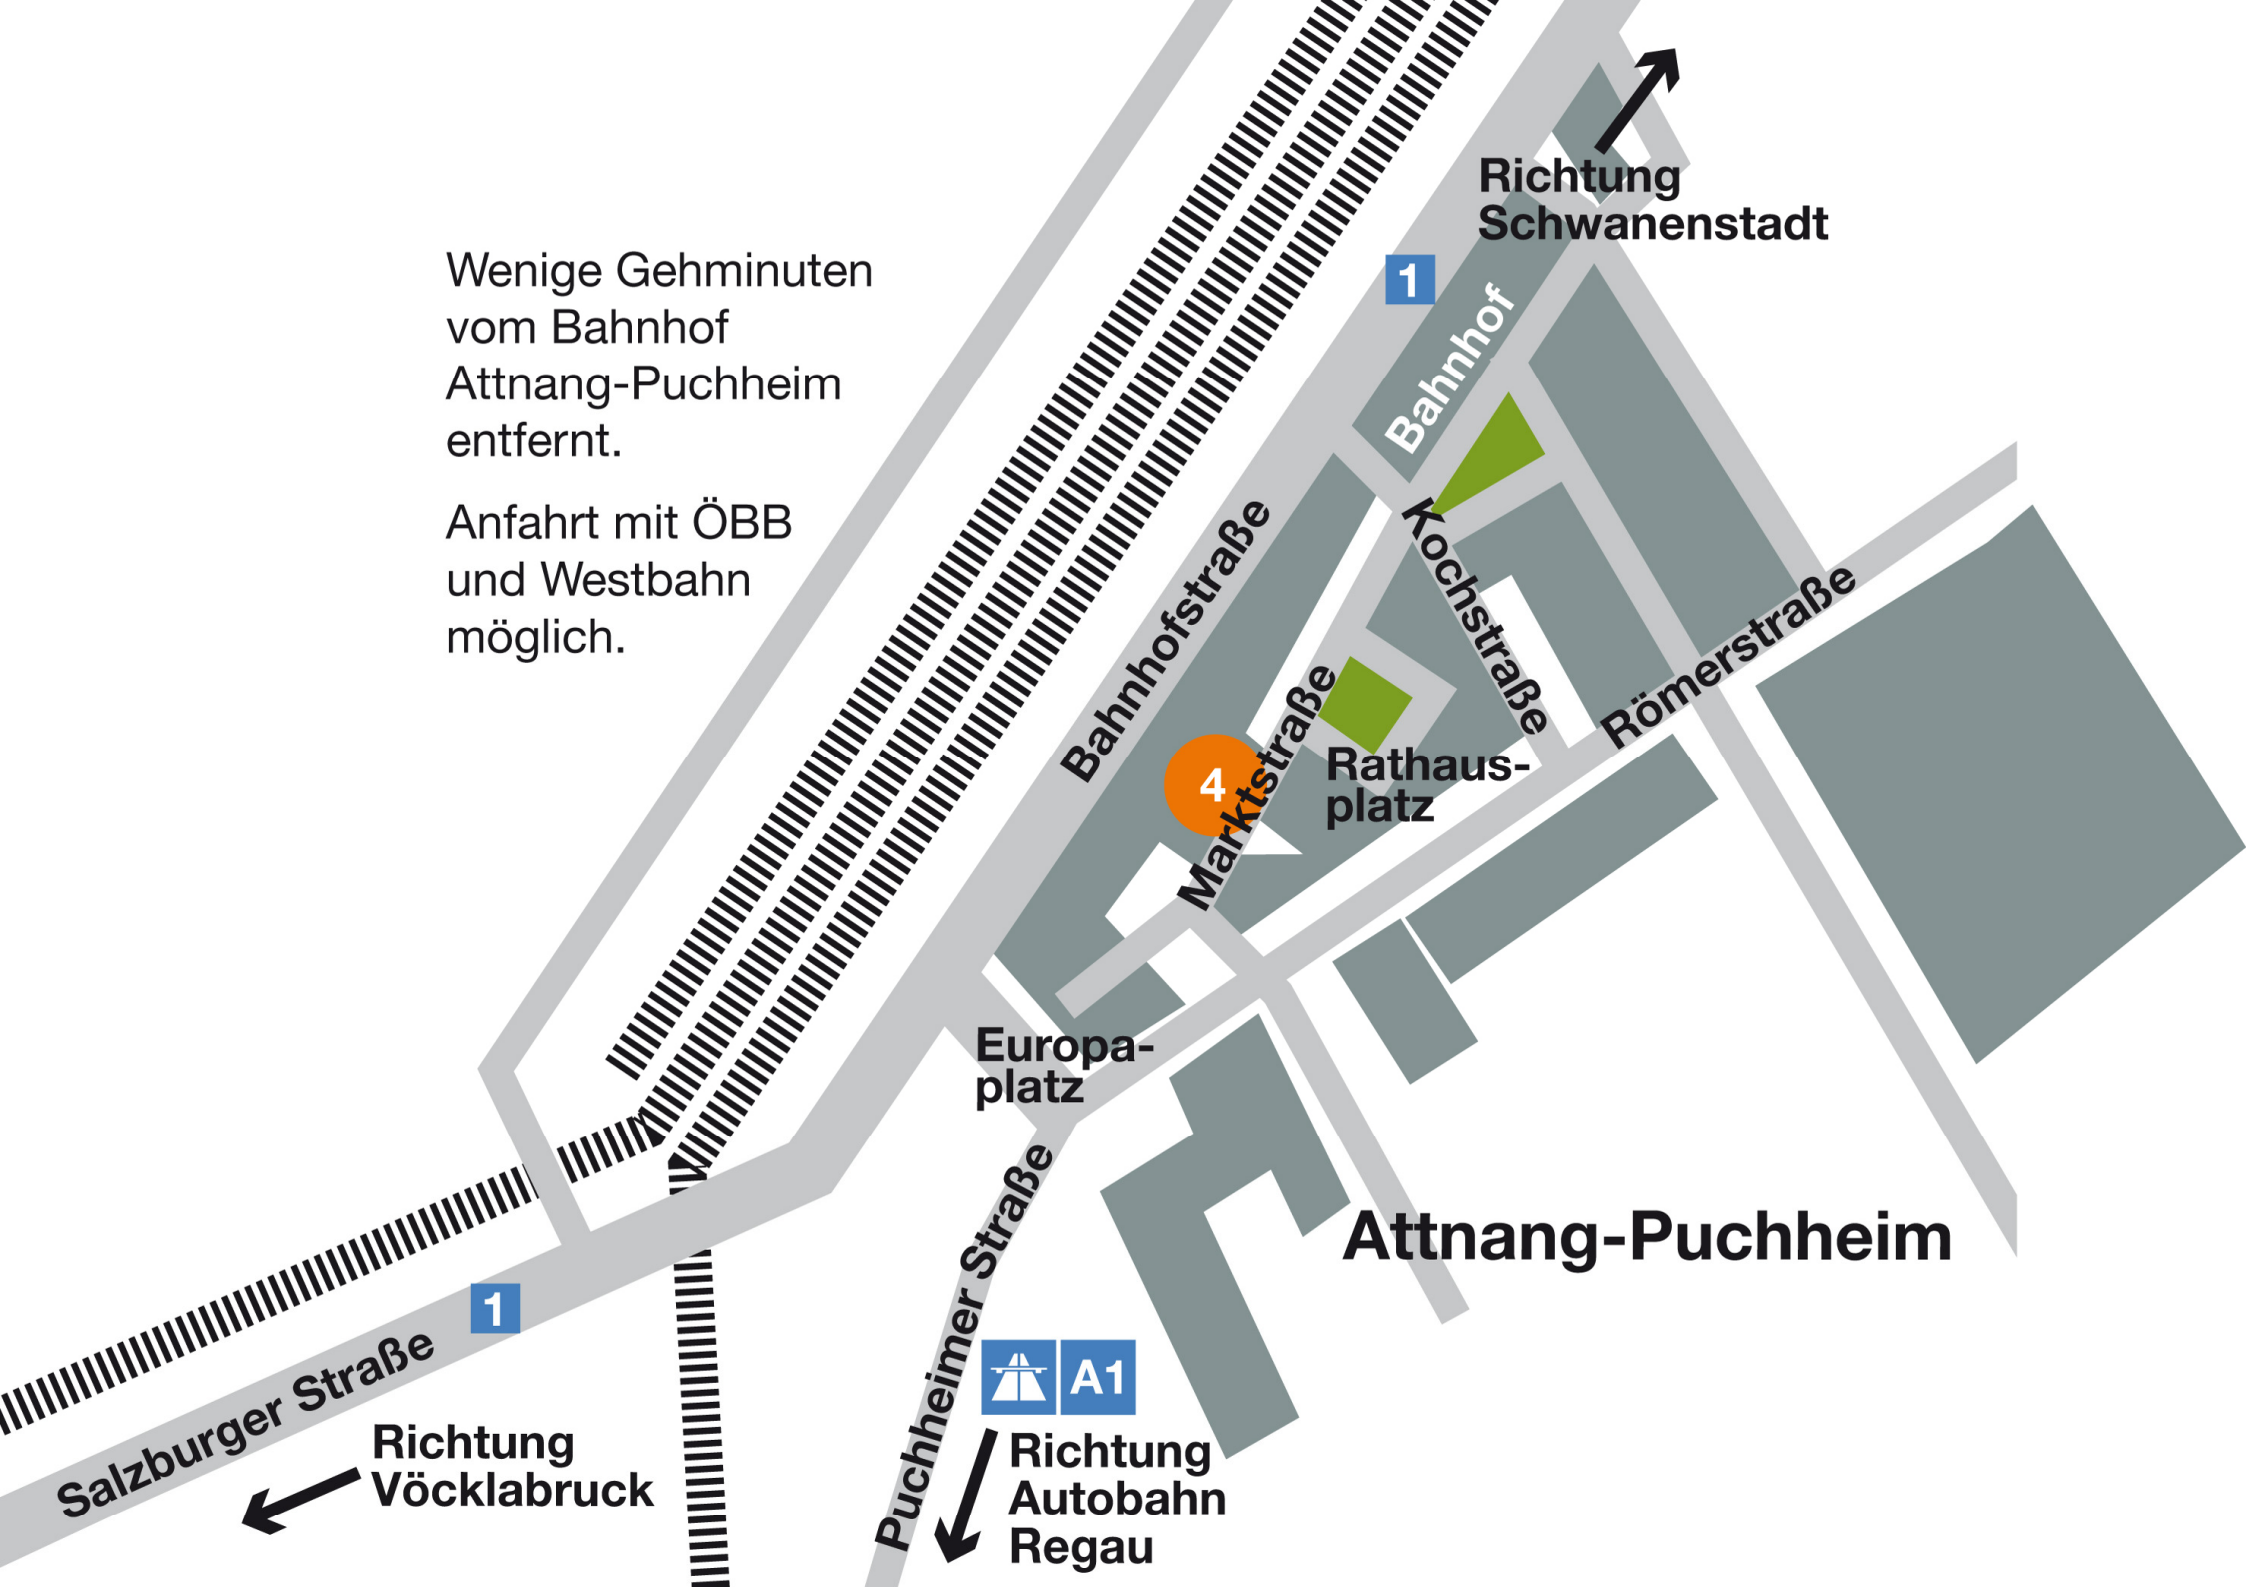 Richtung
Schwanenstadt
1
Bahnhof
Wenige Gehminuten
vom Bahnhof
Attnang-Puchheim
entfernt.
Anfahrt mit ÖBB
und Westbahn
möglich.
Bahnhofstraße
Kochstraße
Römerstraße
Marktstraße
4
Rathaus-
platz
Europa-
platz
Attnang-Puchheim
Puchheimer Straße
1
Salzburger Straße
Richtung
Vöcklabruck
A1
Richtung
Autobahn
Regau